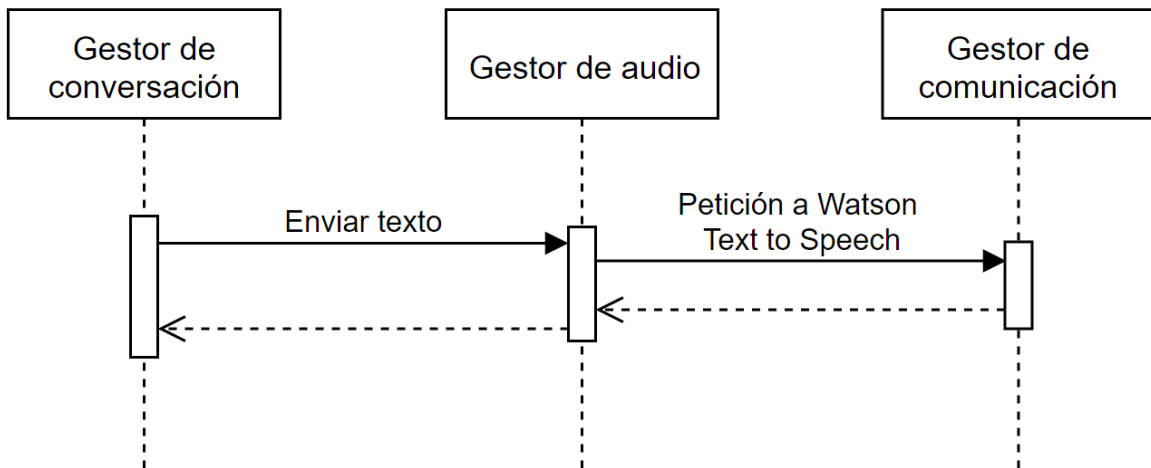 Gestor de
conversación
Gestor de audio
Gestor de
comunicación
Enviar texto
Petición a Watson
Text to Speech